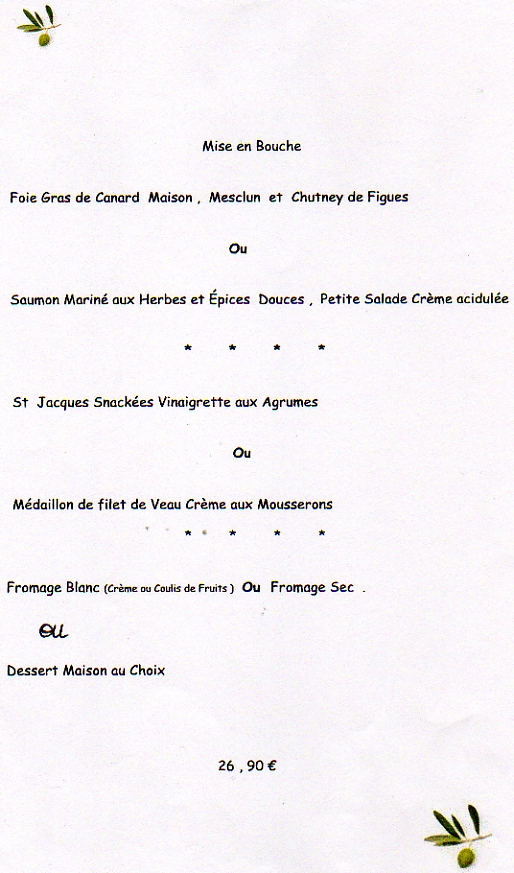 Mise en Bouche
Foie Gras de Canard Maison , Mesclun et Chutney de Figues
Ou
Saumon Mariné aux Herbes et Épices Douces , Petite Salade Crème acidulée
* * * *
St Jacques Snackées Vinaigrette aux Agrumes
Ou
Médaillon de filet de Veau Crème aux Mousserons
* * * *
Fromage Blanc (Crème ou Coulis de Fruits ) Ou Fromage Sec .
ou
Dessert Maison au Choix
26 , 90 €